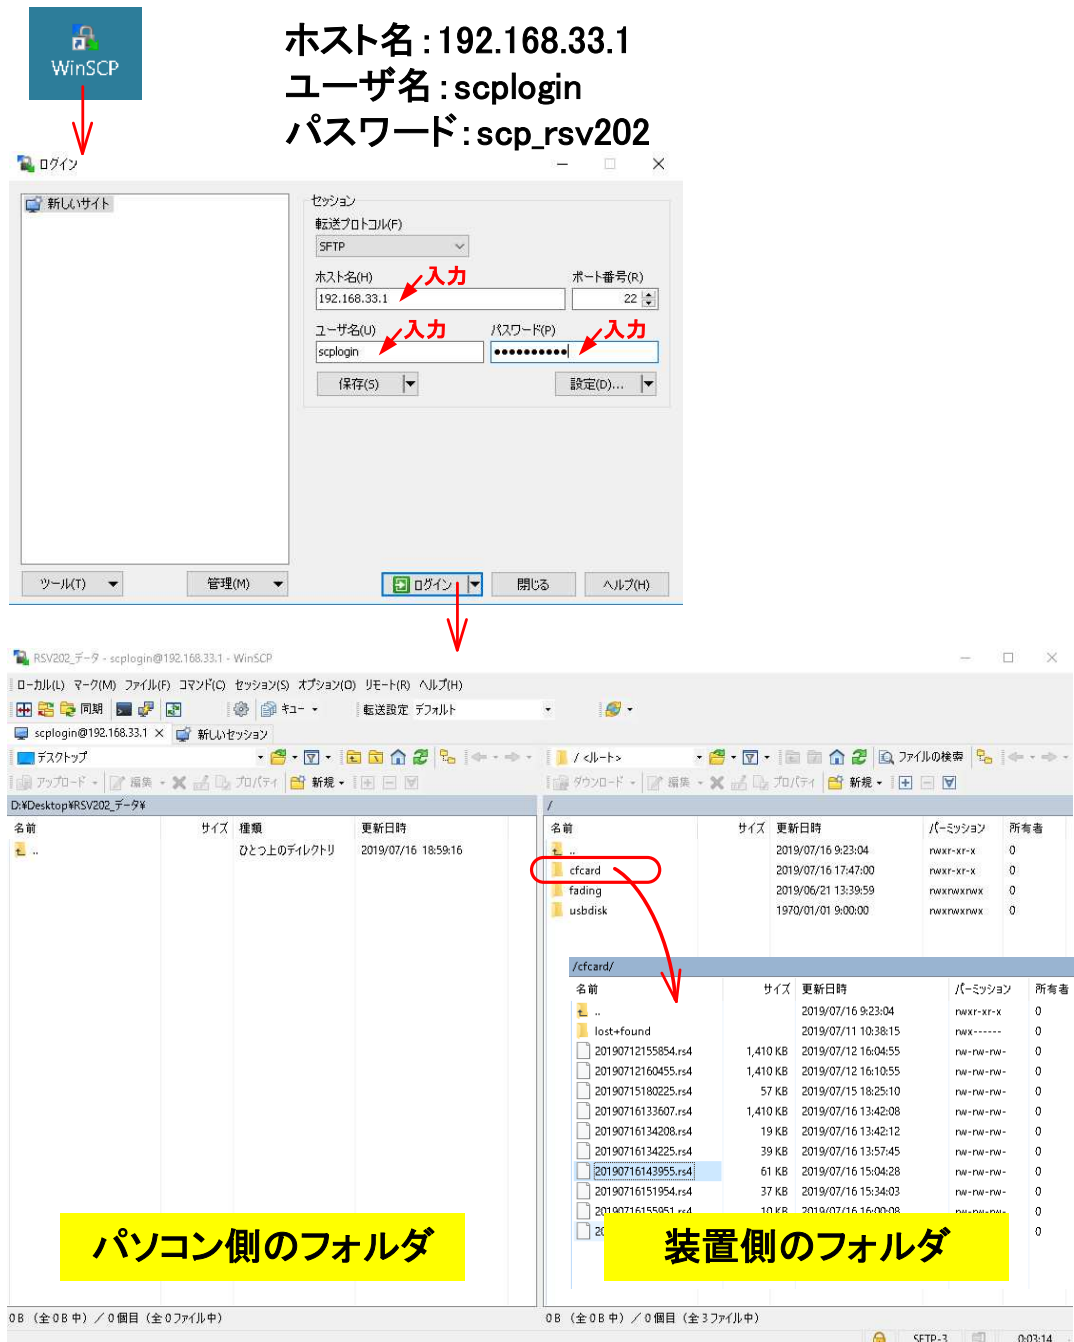 WinSCP
ホスト名：192.168.33.1
ユーザ名：scplogin
パスワード：scp_rsv202
ログイン
新しいサイト
セッション
転送プロトコル(F)
SFTP
ホスト名(H)
入力
ポート番号(R)
192.168.33.1
22
ユーザ名(U)
入力
パスワード(P)
入力
scplogin
●●●●●●●●●●
保存(S)
設定(D)...
ツール(T)
管理(M)
ログイン
閉じる
ヘルプ(H)
RSV202_データ - scplogin@192.168.33.1 - WinSCP
ローカル(L) マーク(M) ファイル(F) コマンド(C) セッション(S) オプション(O) リモート(R) ヘルプ(H)
同期 キュー 転送設定 デフォルト
scplogin@192.168.33.1 × 新しいセッション
デスクトップ
/ <ルート>
ファイルの検索
アップロード 編集 プロパティ 新規
ダウンロード 編集 プロパティ 新規
D:¥Desktop¥RSV202_データ¥
/
名前 サイズ 種類 更新日時
.. ひとつ上のディレクトリ 2019/07/16 18:59:16
名前 サイズ 更新日時 パーミッション 所有者
.. 2019/07/16 9:23:04 rwxr-xr-x 0
cfcard 2019/07/16 17:47:00 rwxr-xr-x 0
fading 2019/06/21 13:39:59 rwxrwxrwx 0
usbdisk 1970/01/01 9:00:00 rwxrwxrwx 0
/cfcard/
名前 サイズ 更新日時 パーミッション 所有者
.. 2019/07/16 9:23:04 rwxr-xr-x 0
lost+found 2019/07/11 10:38:15 rwx------ 0
20190712155854.rs4 1,410 KB 2019/07/12 16:04:55 rw-rw-rw- 0
20190712160455.rs4 1,410 KB 2019/07/12 16:10:55 rw-rw-rw- 0
20190715180225.rs4 57 KB 2019/07/15 18:25:10 rw-rw-rw- 0
20190716133607.rs4 1,410 KB 2019/07/16 13:42:08 rw-rw-rw- 0
20190716134208.rs4 19 KB 2019/07/16 13:42:12 rw-rw-rw- 0
20190716134225.rs4 39 KB 2019/07/16 13:57:45 rw-rw-rw- 0
20190716143955.rs4 61 KB 2019/07/16 15:04:28 rw-rw-rw- 0
20190716151954.rs4 37 KB 2019/07/16 15:34:03 rw-rw-rw- 0
20190716155951.rs4 10 KB 2019/07/16 16:00:08 rw-rw-rw- 0
0
パソコン側のフォルダ
装置側のフォルダ
0 B （全 0 B 中）／ 0 個目（全 0 ファイル中）
0 B （全 0 B 中）／ 0 個目（全 3 ファイル中）
SFTP-3 0:03:14